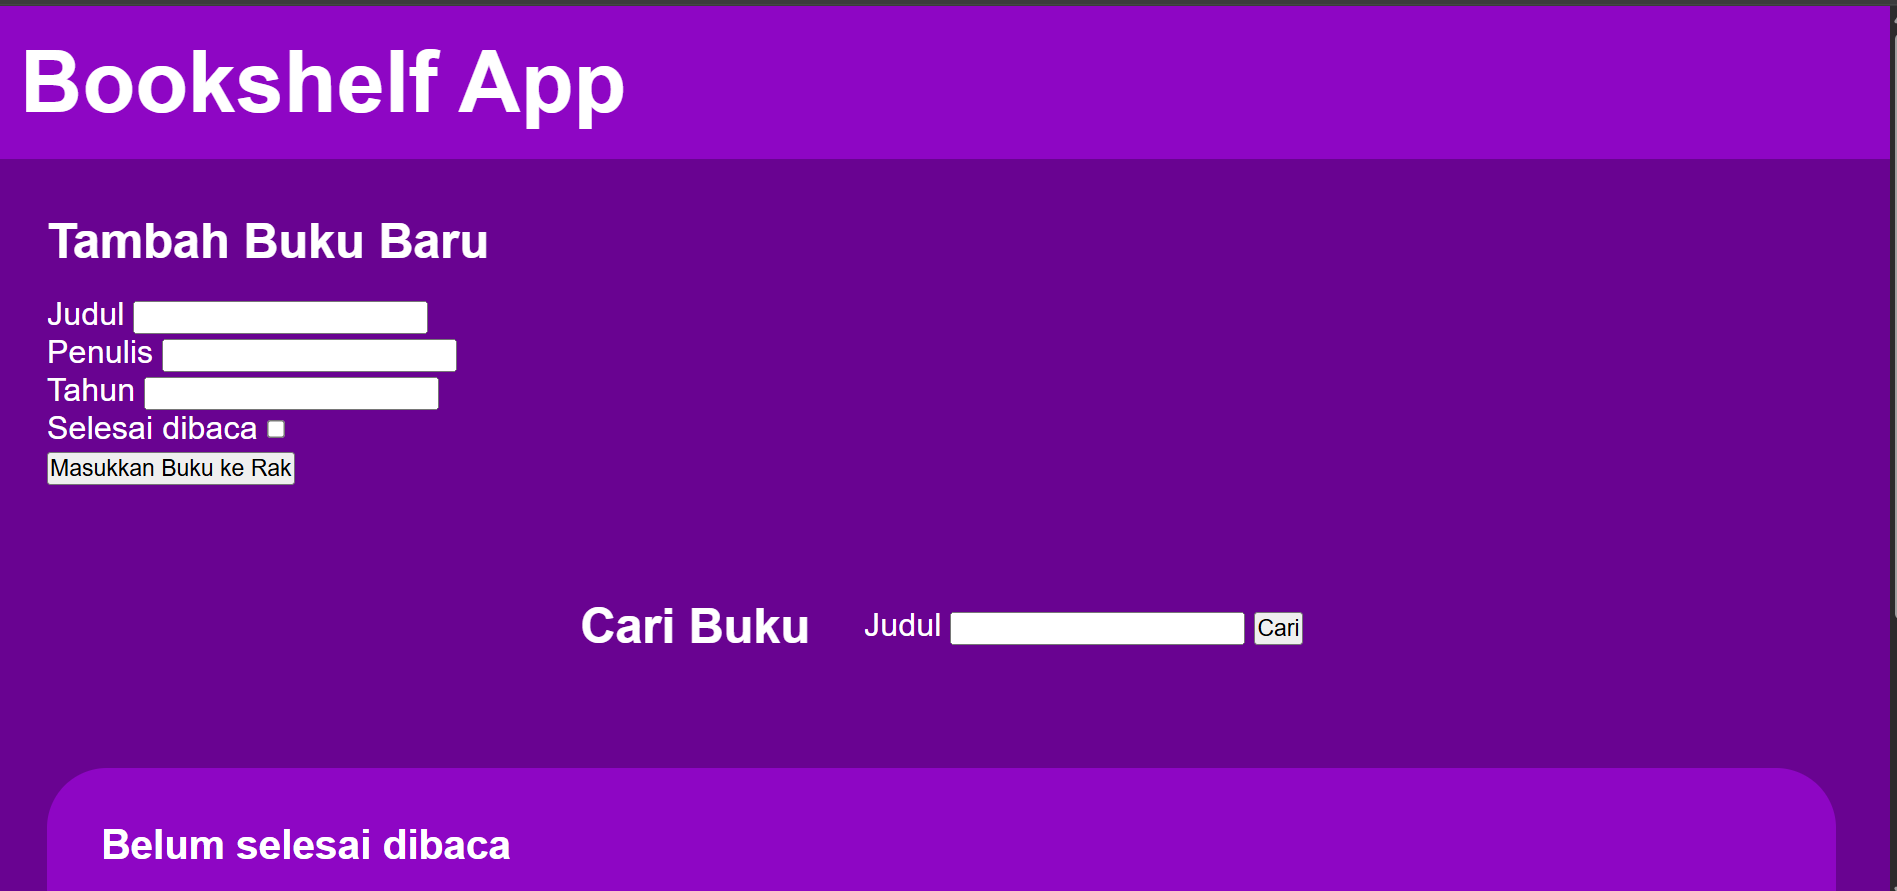 Bookshelf App
Tambah Buku Baru
Judul
Penulis
Tahun
Selesai dibaca
Masukkan Buku ke Rak
Cari Buku Judul Cari
Belum selesai dibaca